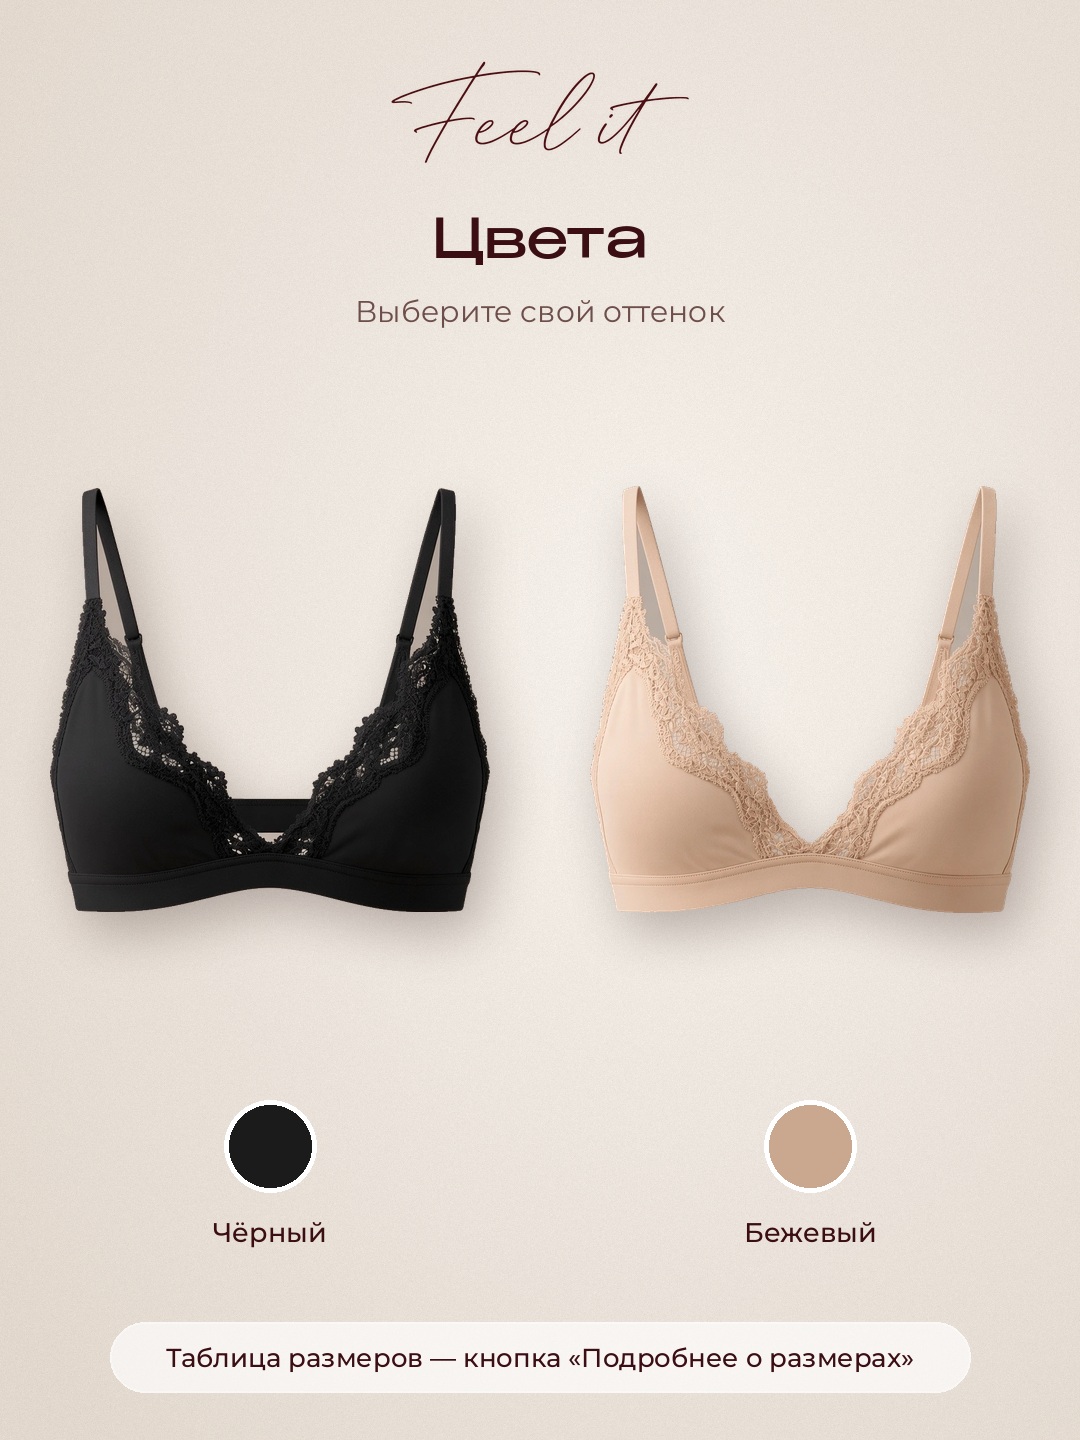 Feel it
Цвета
Выберите свой оттенок
Чёрный
Бежевый
Таблица размеров — кнопка «Подробнее о размерах»